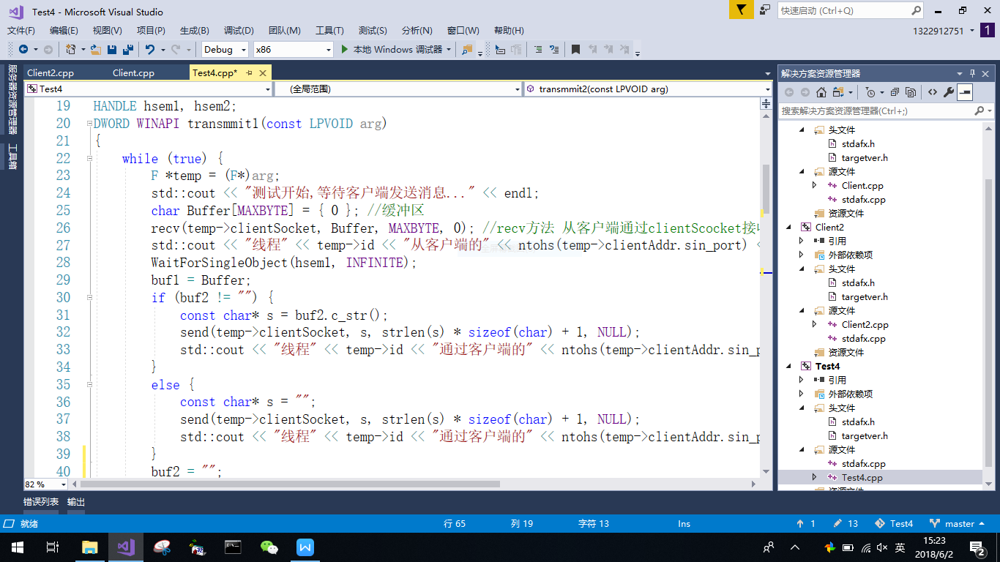 Test4 - Microsoft Visual Studio
快速启动 (Ctrl+Q)
文件(F) 编辑(E) 视图(V) 项目(P) 生成(B) 调试(D) 团队(M) 工具(T) 测试(S) 分析(N) 窗口(W) 帮助(H)
1322912751
1
Debug x86 本地 Windows 调试器
服务器资源管理器
工具箱
Client2.cpp Client.cpp Test4.cpp*
Test4 (全局范围) transmmit2(const LPVOID arg)
19 HANDLE hsem1, hsem2;
20 DWORD WINAPI transmmit1(const LPVOID arg)
21 {
22 while (true) {
23 F *temp = (F*)arg;
24 std::cout << "测试开始,等待客户端发送消息..." << endl;
25 char Buffer[MAXBYTE] = { 0 }; //缓冲区
26 recv(temp->clientSocket, Buffer, MAXBYTE, 0); //recv方法 从客户端通过clientScocket接收
27 std::cout << "线程" << temp->id << "从客户端的" << ntohs(temp->clientAddr.sin_port) <
28 WaitForSingleObject(hsem1, INFINITE);
29 buf1 = Buffer;
30 if (buf2 != "") {
31 const char* s = buf2.c_str();
32 send(temp->clientSocket, s, strlen(s) * sizeof(char) + 1, NULL);
33 std::cout << "线程" << temp->id << "通过客户端的" << ntohs(temp->clientAddr.sin_p
34 }
35 else {
36 const char* s = "";
37 send(temp->clientSocket, s, strlen(s) * sizeof(char) + 1, NULL);
38 std::cout << "线程" << temp->id << "通过客户端的" << ntohs(temp->clientAddr.sin_p
39 }
40 buf2 = "";
82 %
解决方案资源管理器
搜索解决方案资源管理器(Ctrl+;)
头文件
stdafx.h
targetver.h
源文件
Client.cpp
stdafx.cpp
资源文件
Client2
引用
外部依赖项
头文件
stdafx.h
targetver.h
源文件
Client2.cpp
stdafx.cpp
资源文件
Test4
引用
外部依赖项
头文件
stdafx.h
targetver.h
源文件
stdafx.cpp
Test4.cpp
资源文件
错误列表 输出
就绪 行 65 列 19 字符 13 Ins 1 13 Test4 master
英
15:23
2018/6/2
2